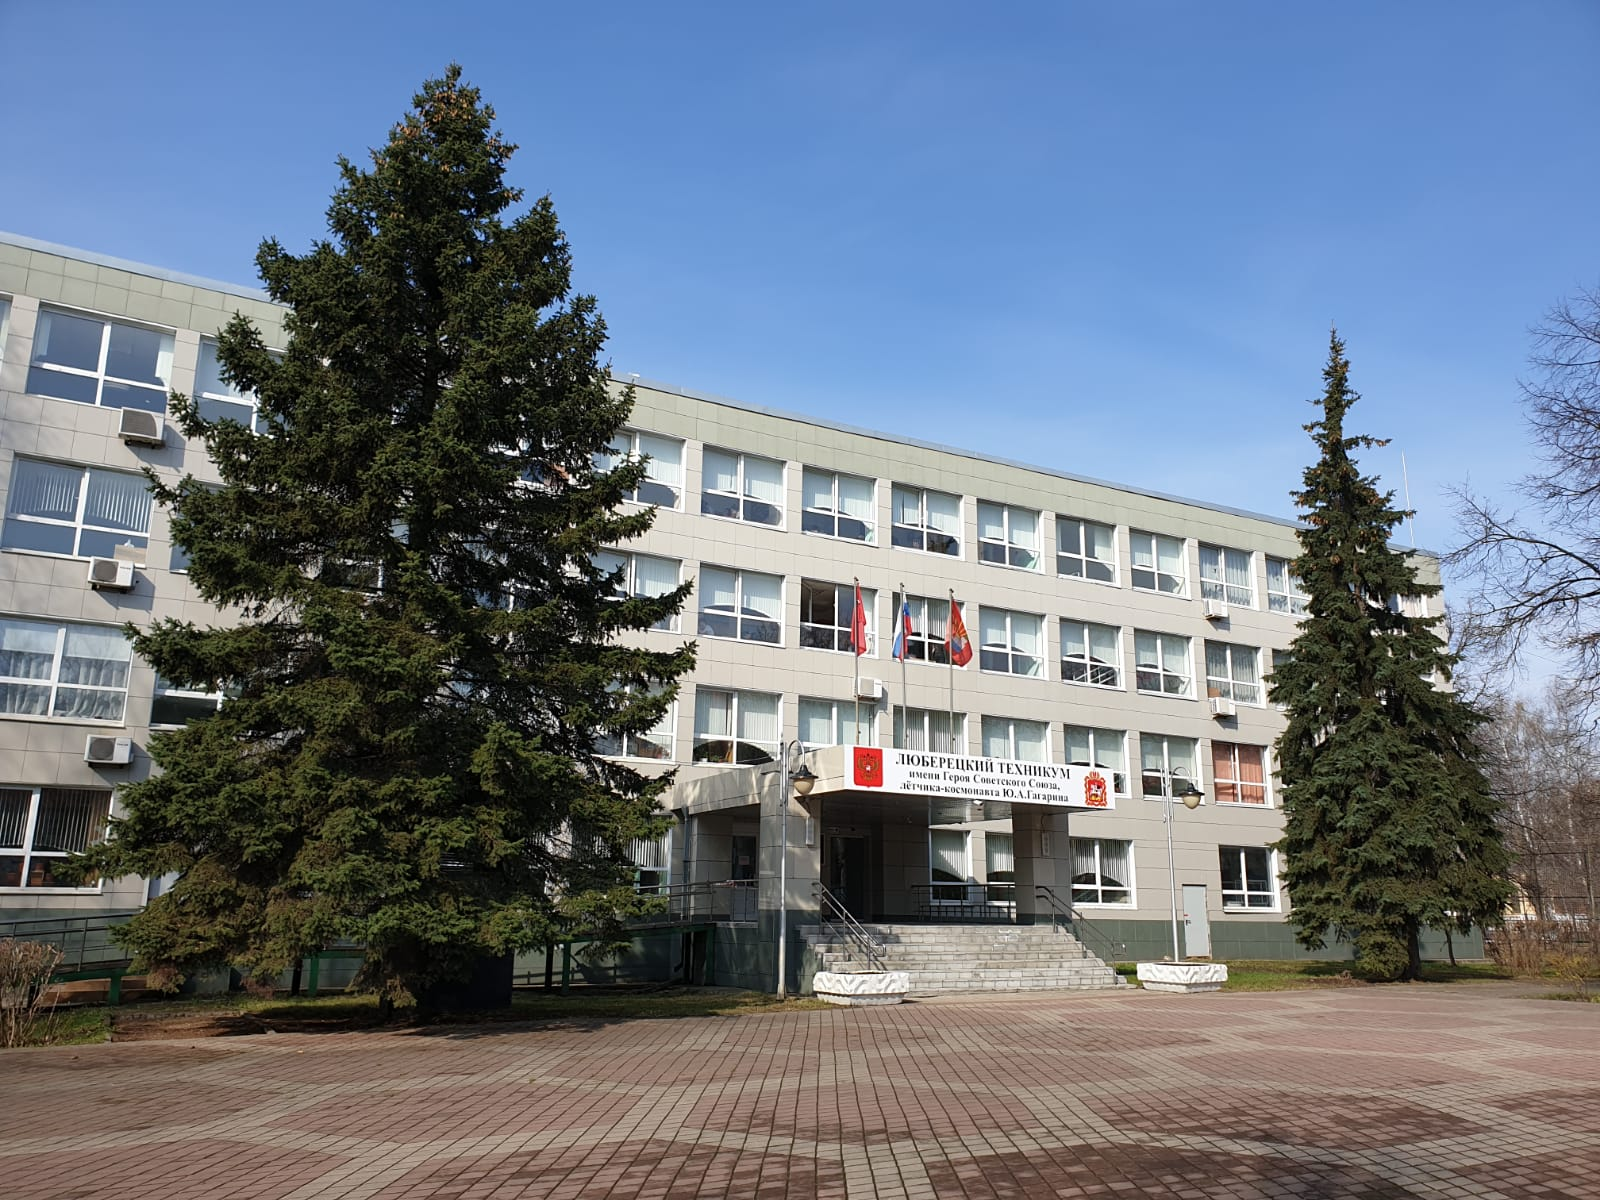 ЛЮБЕРЕЦКИЙ ТЕХНИКУМ
имени Героя Советского Союза,
лётчика-космонавта Ю.А.Гагарина